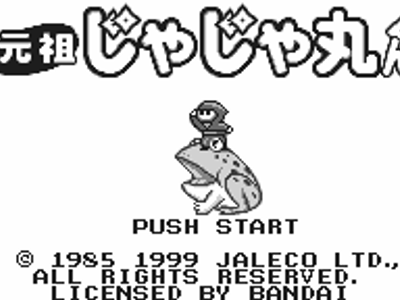 元祖じゃじゃ丸
PUSH START
© 1985 1999 JALECO LTD.,
ALL RIGHTS RESERVED.
LICENSED BY BANDAI